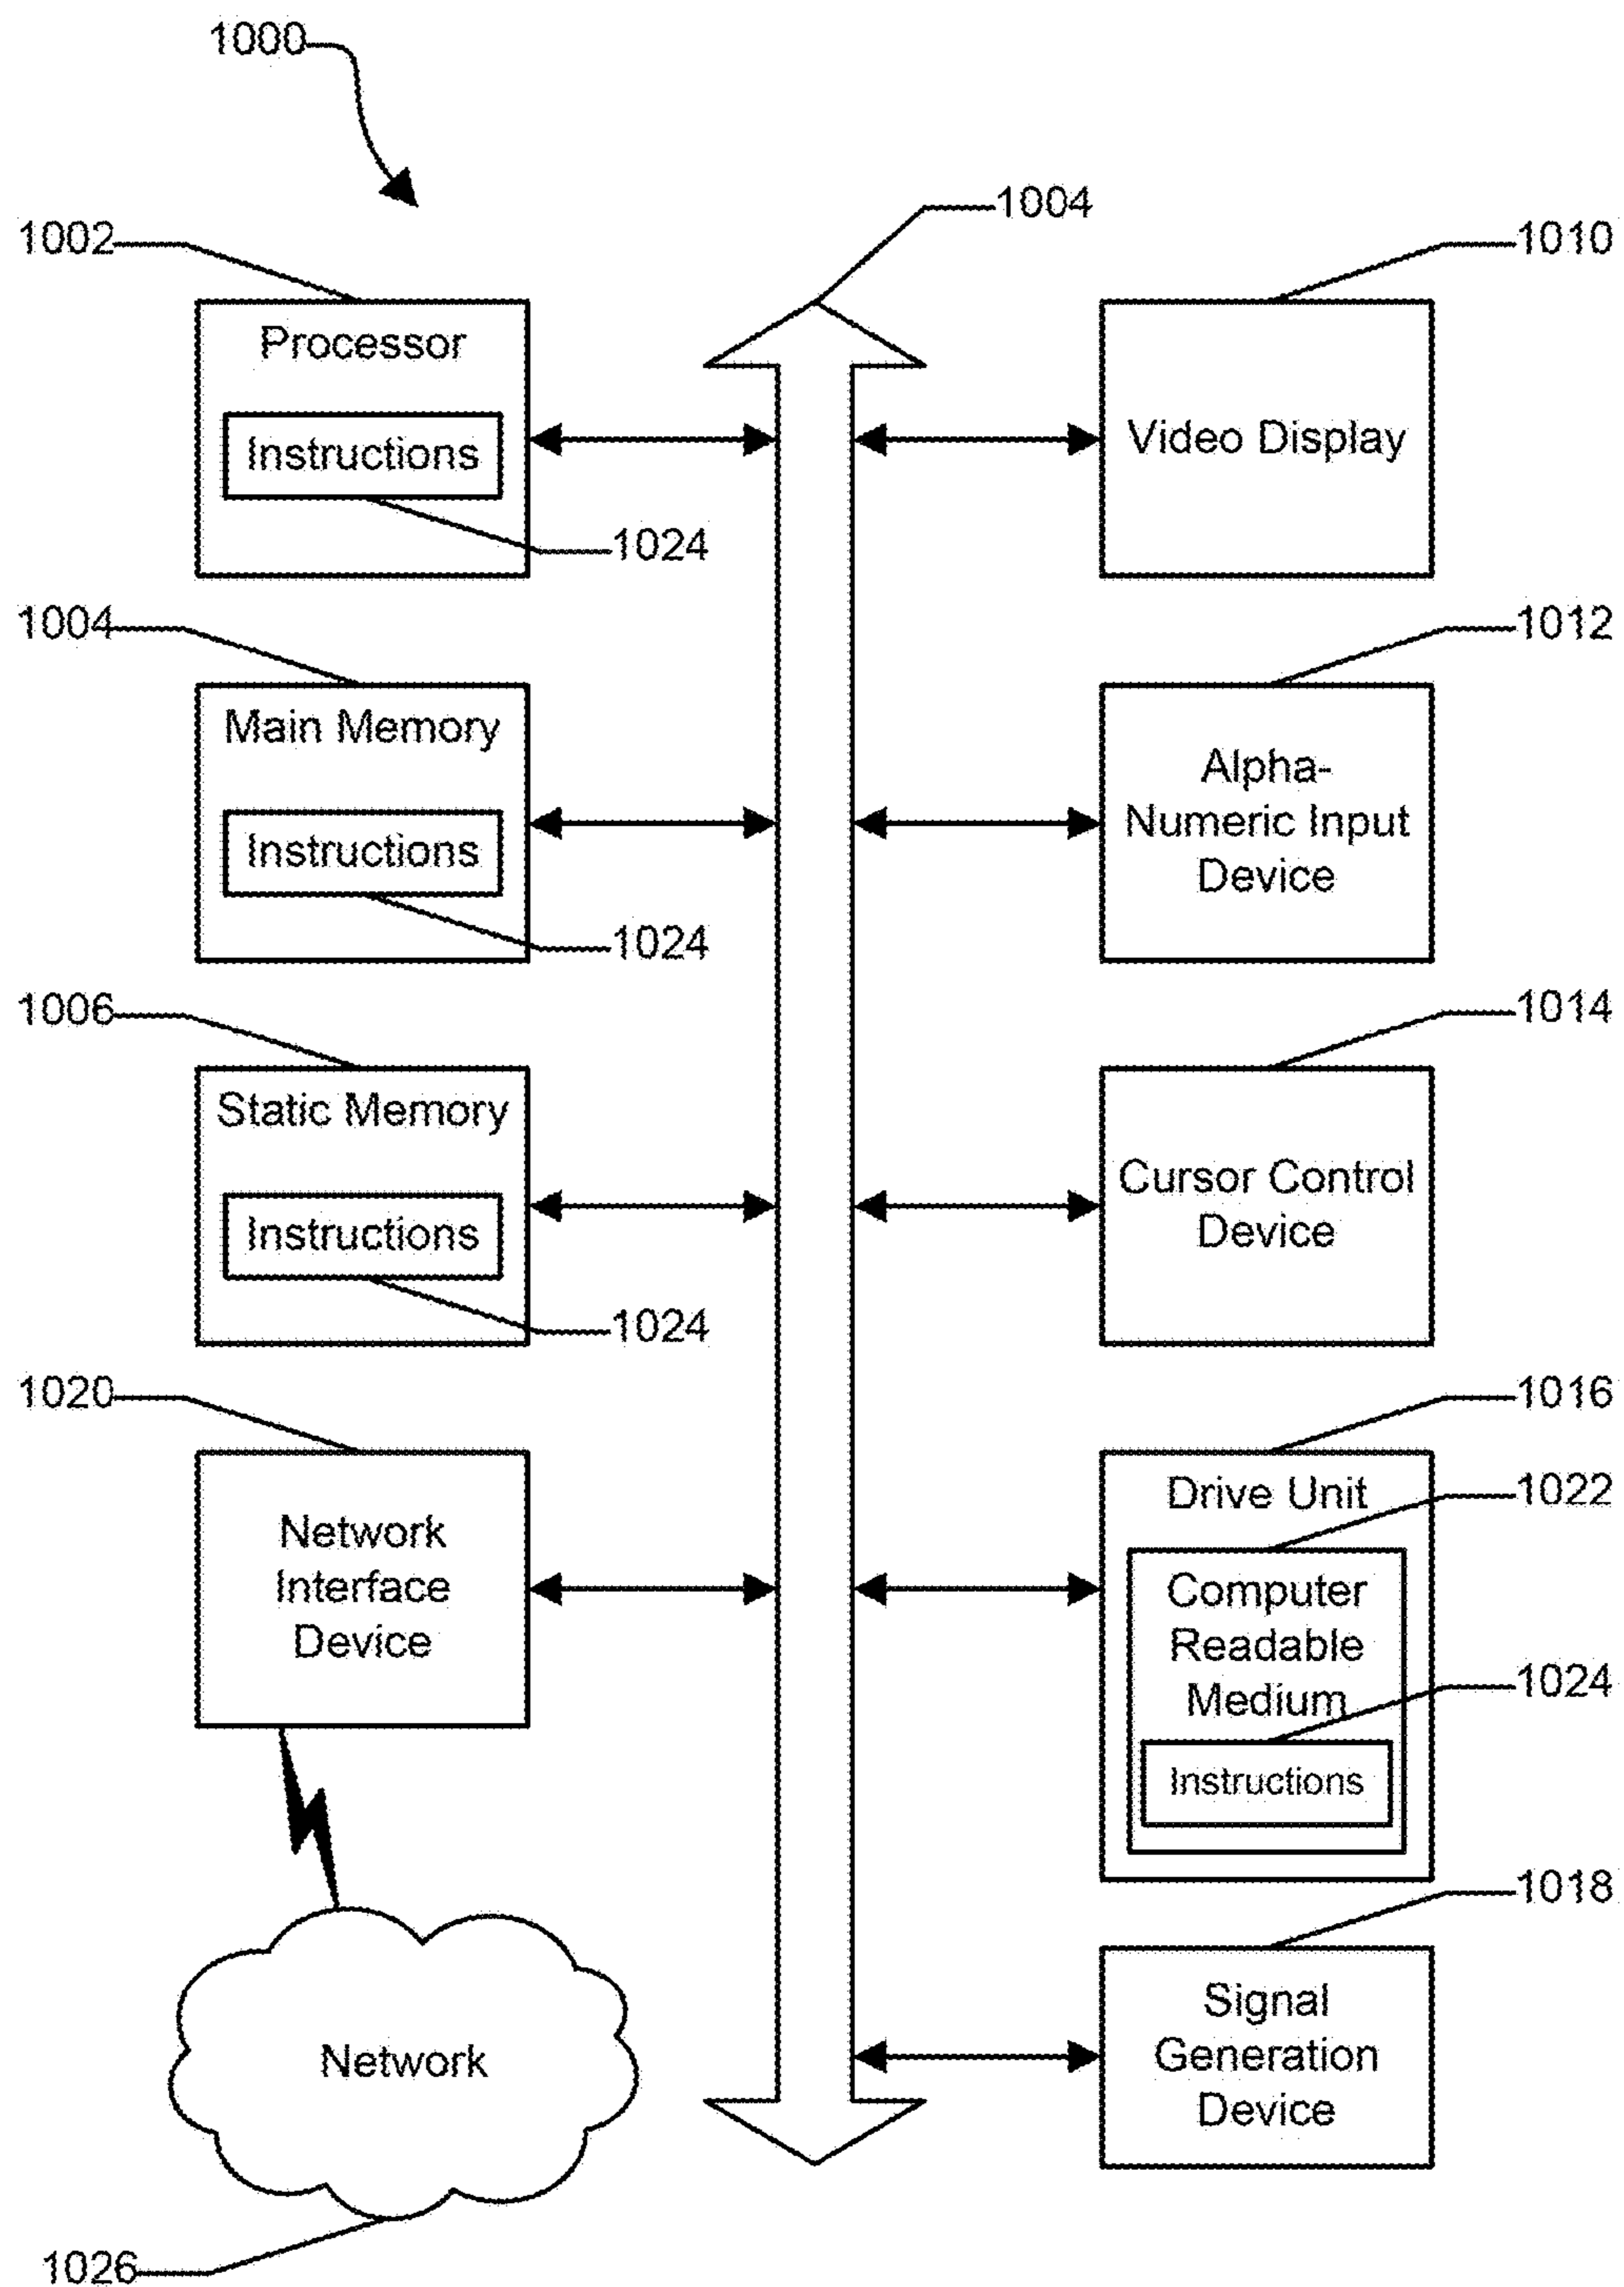 1000
1004
1002
Processor
Instructions
1024
1004
Main Memory
Instructions
1024
1006
Static Memory
Instructions
1024
1020
Network
Interface
Device
Network
1026
1010
Video Display
1012
Alpha-
Numeric Input
Device
1014
Cursor Control
Device
1016
Drive Unit
1022
Computer
Readable
Medium
1024
Instructions
1018
Signal
Generation
Device